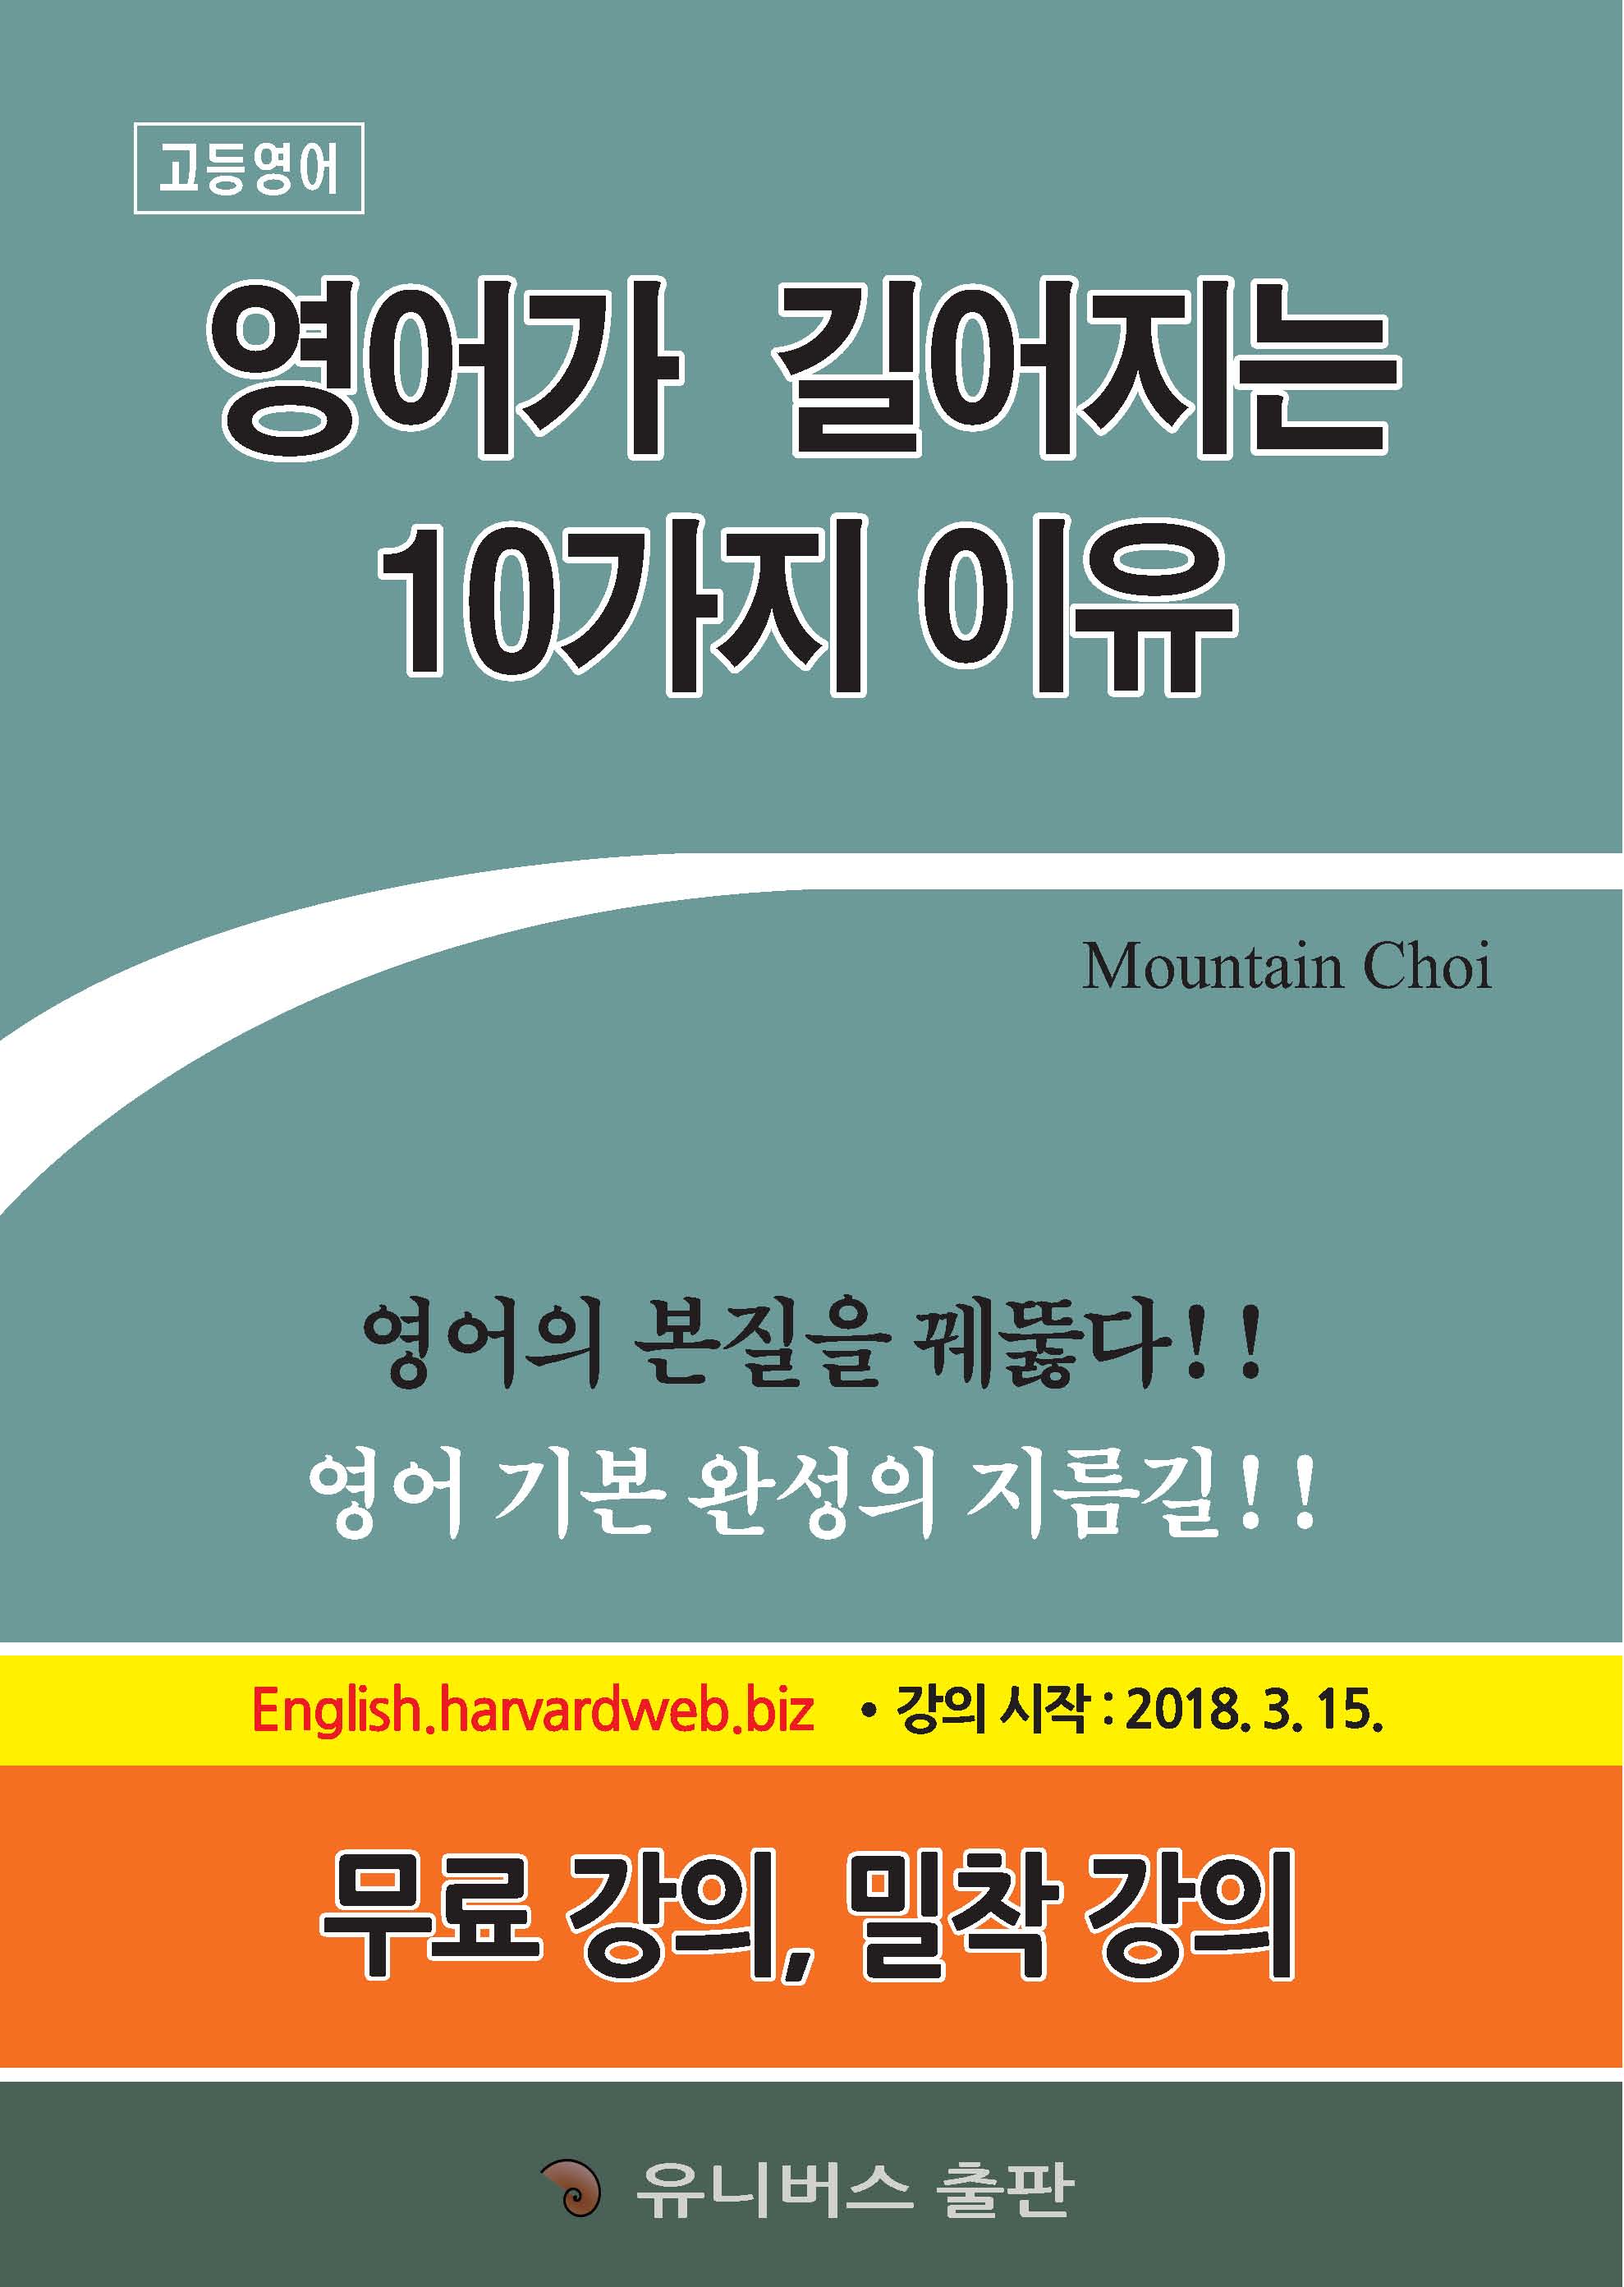 고등영어
영어가 길어지는
10가지 이유
Mountain Choi
영어의 본질을 꿰뚫다!!
영어 기본 완성의 지름길!!
English.harvardweb.biz • 강의 시작 : 2018. 3. 15.
무료 강의, 밀착 강의
유니버스 출판